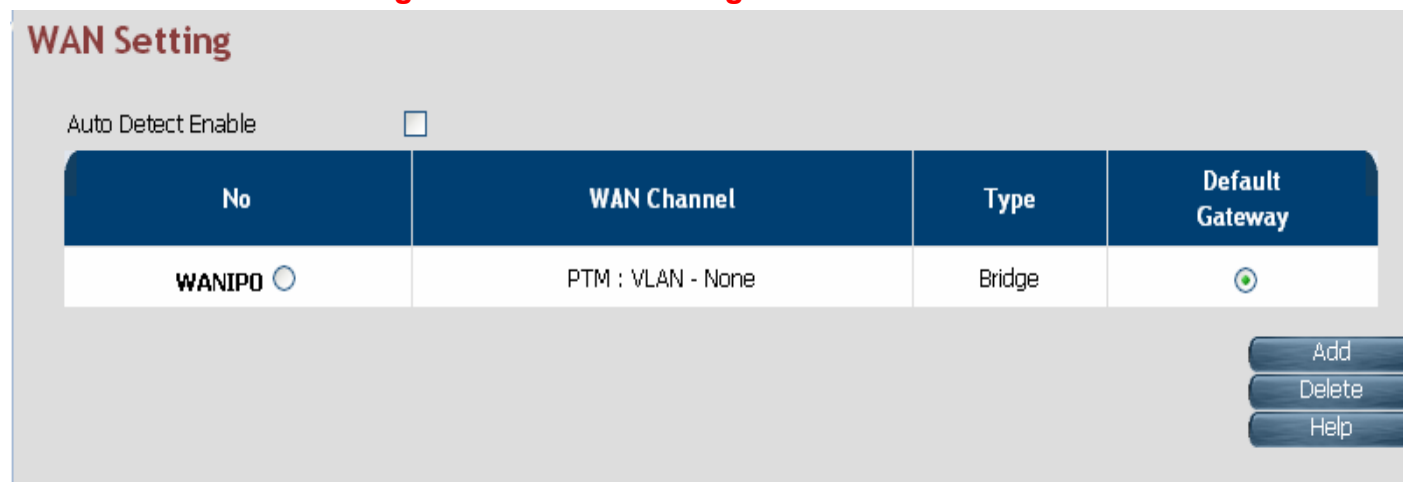 WAN Setting
Auto Detect Enable
No WAN Channel Type Default Gateway
WANIP0 PTM : VLAN - None Bridge
Add
Delete
Help